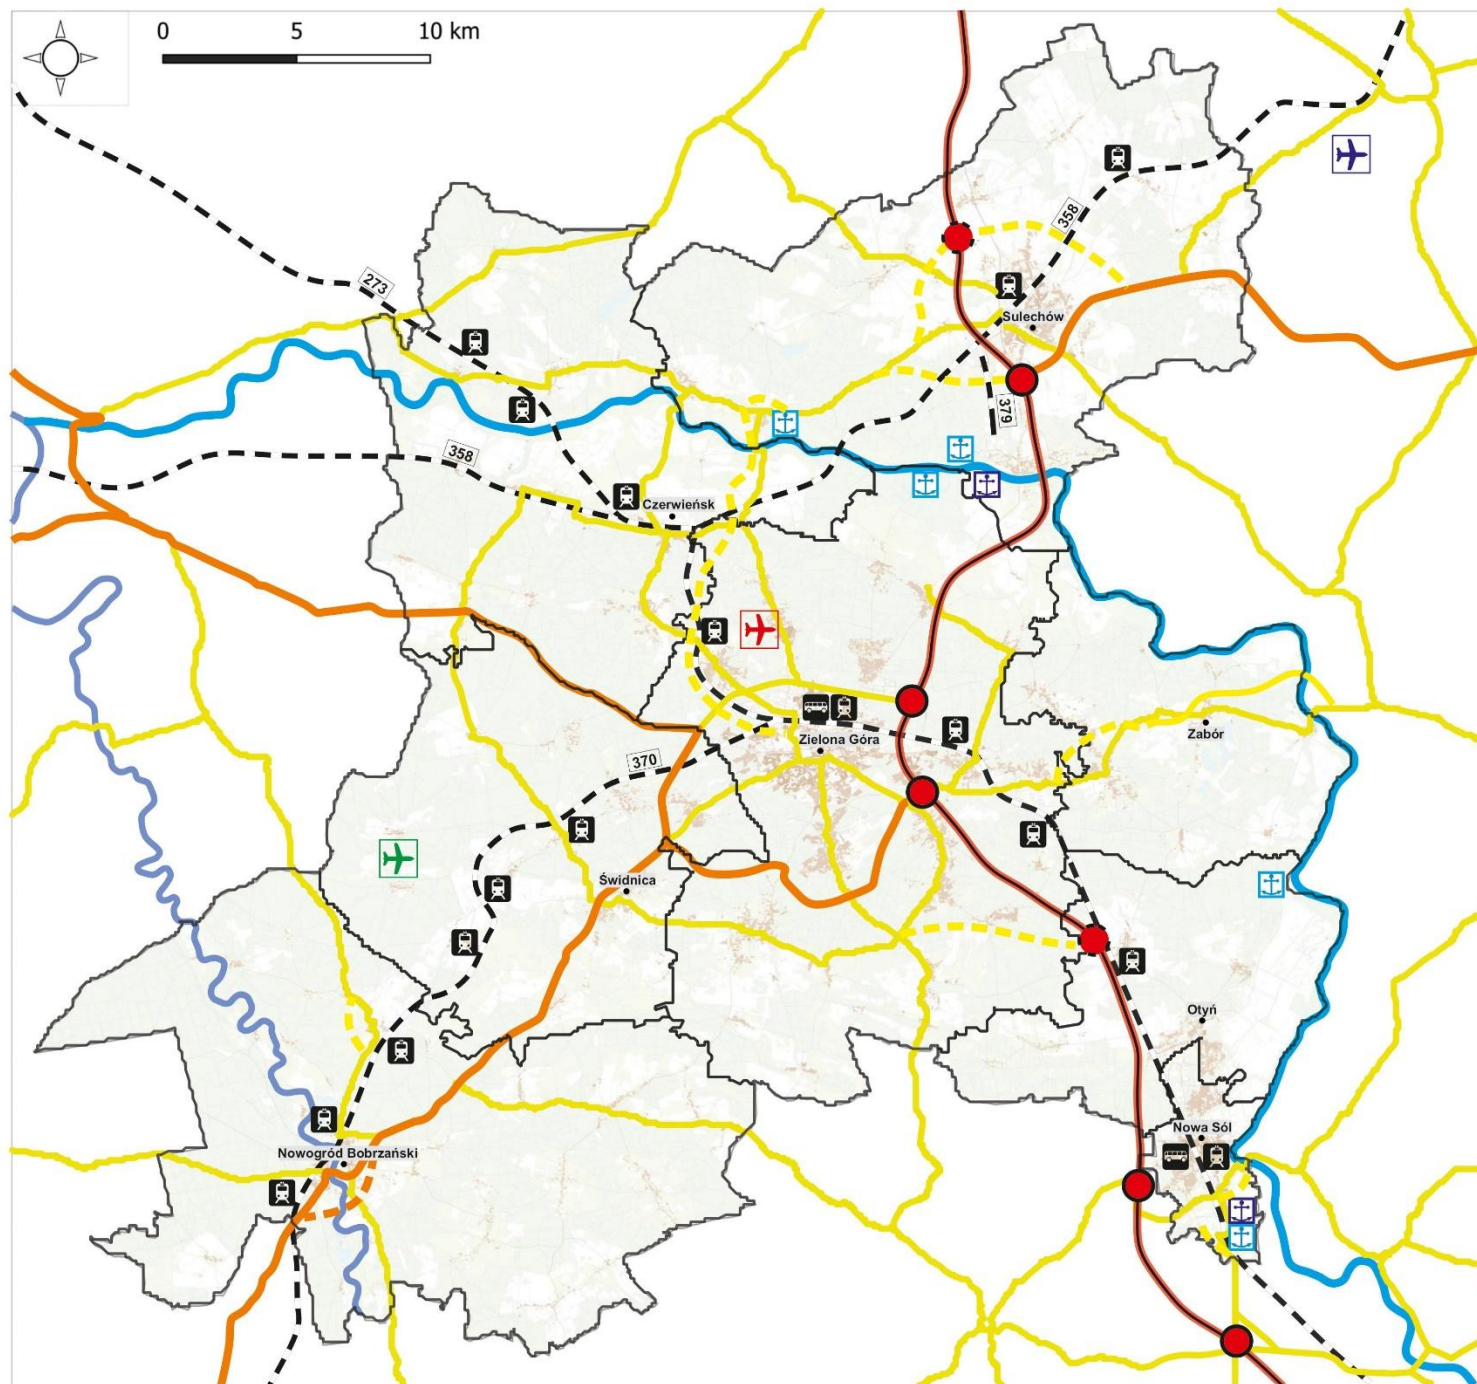 0 5 10 km
358
273
Sulechów
379
358
Czerwieńsk
Zabór
Zielona Góra
370
Świdnica
Otyń
Nowa Sól
Nowogród Bobrzański